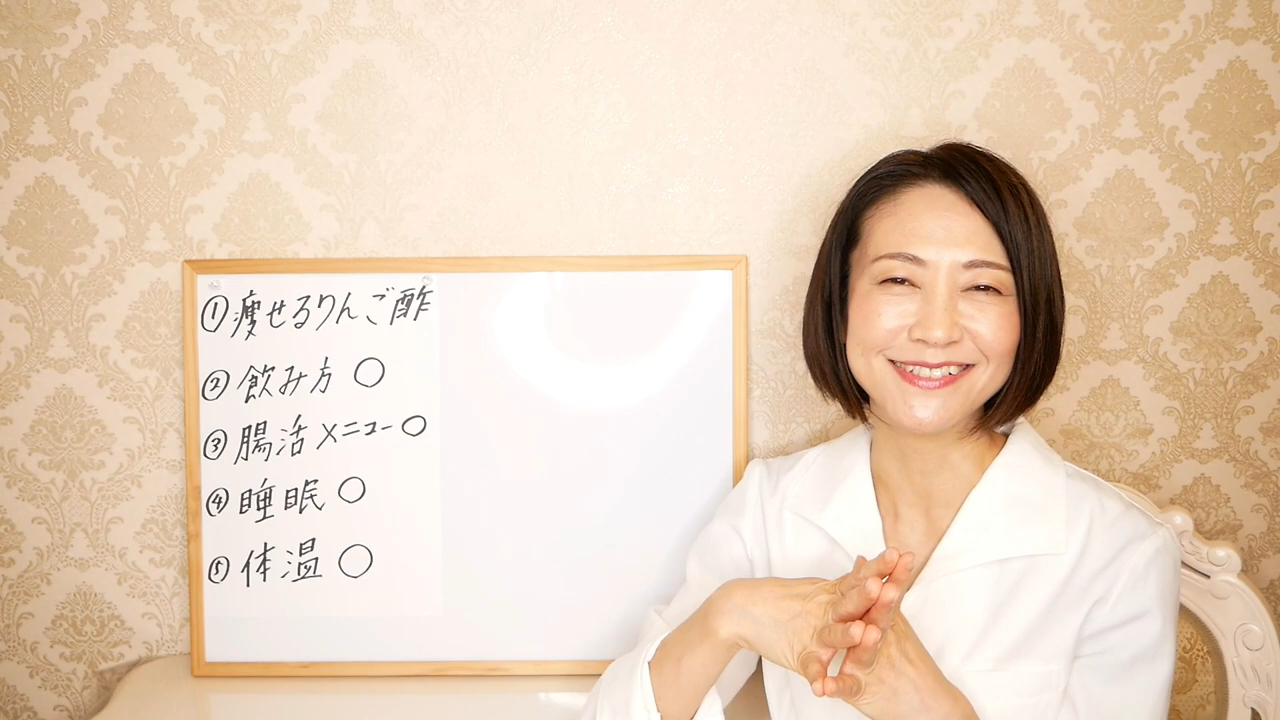 ①痩せるりんご酢
②飲み方 ○
③腸活メニュー○
④睡眠 ○
⑤体温 ○